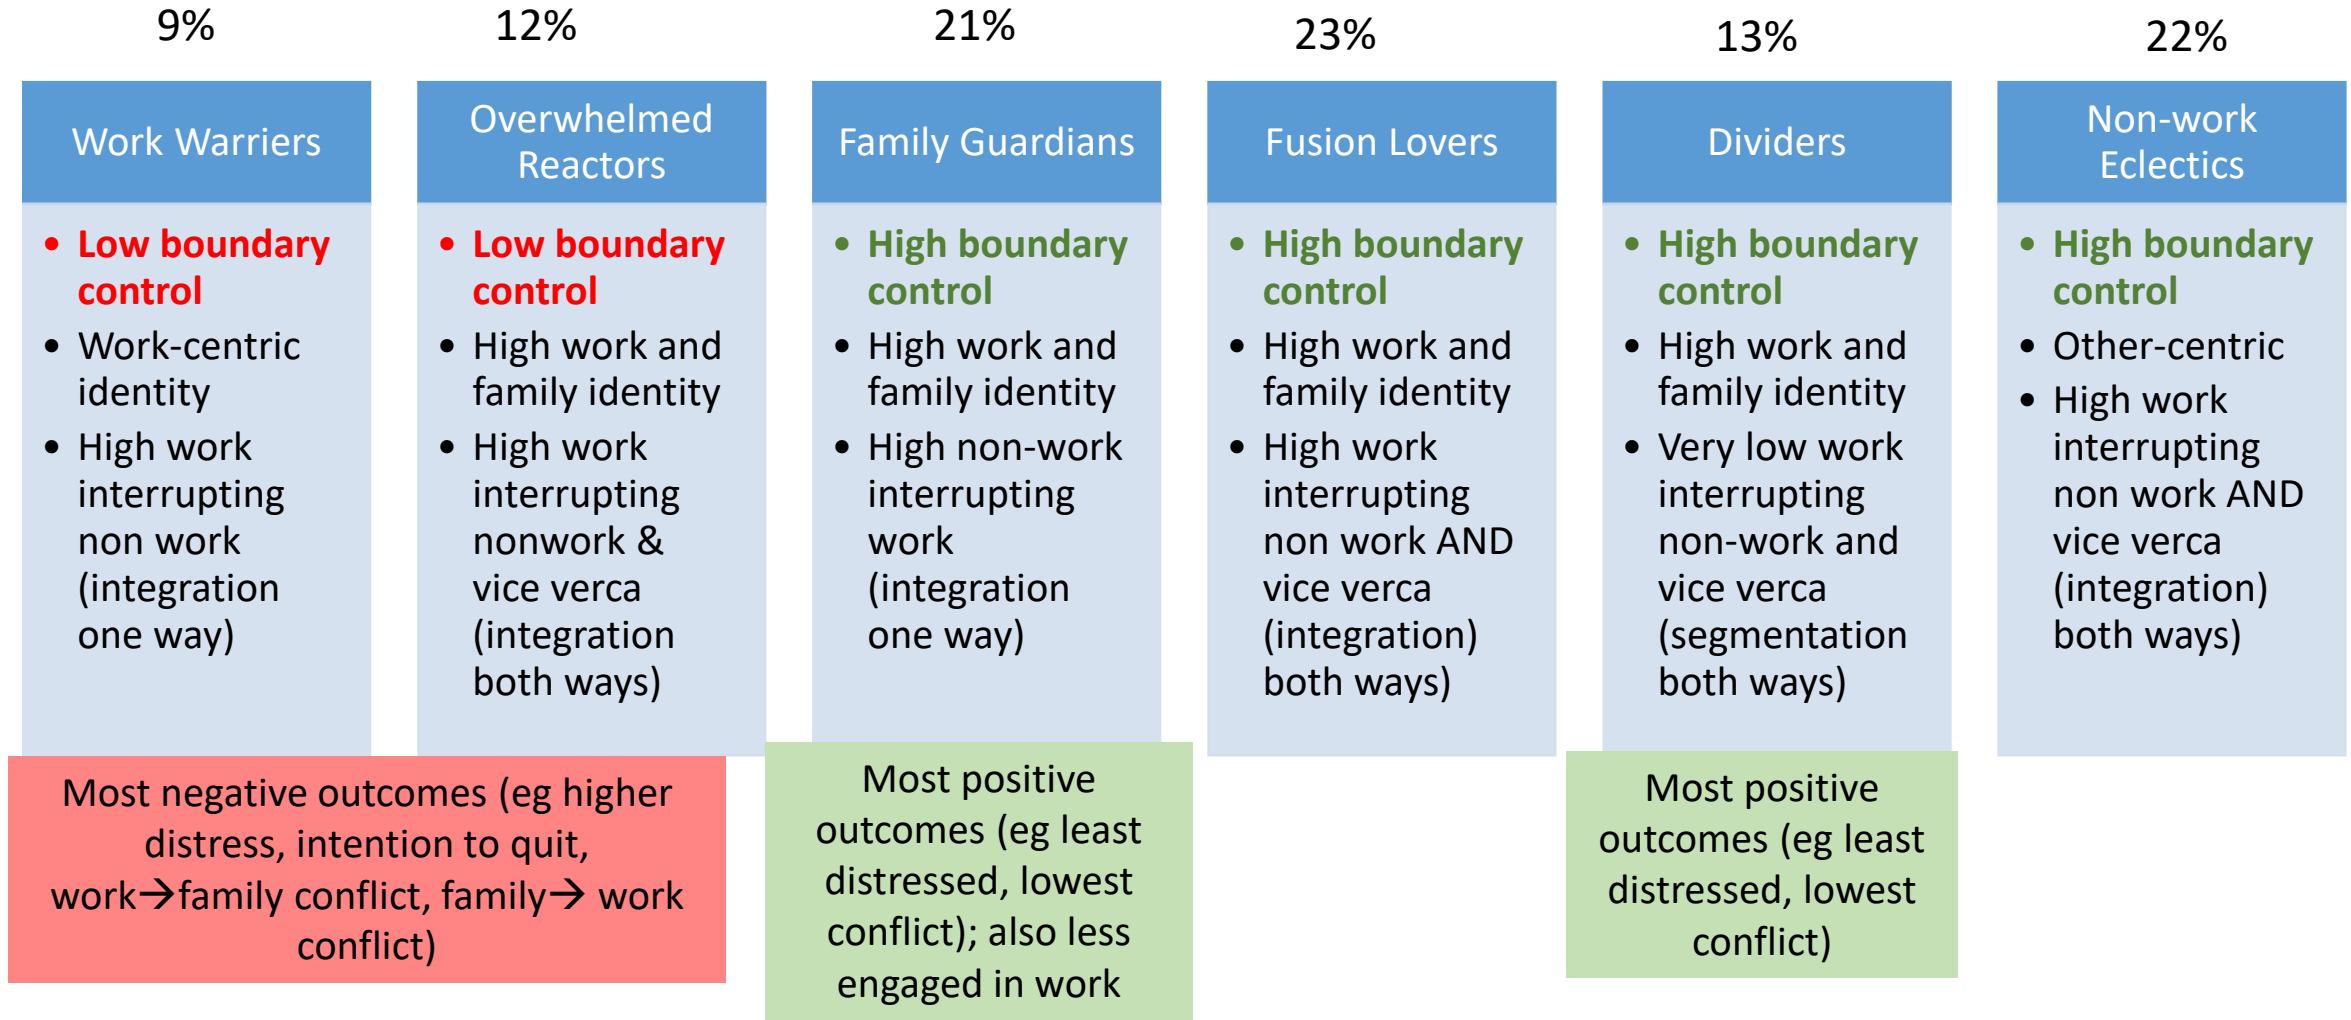 9%
12%
21%
23%
13%
22%
Work Warriers
Overwhelmed
Reactors
Family Guardians
Fusion Lovers
Dividers
Non-work
Eclectics
• Low boundary
control
• Work-centric
identity
• High work
interrupting
non work
(integration
one way)
• Low boundary
control
• High work and
family identity
• High work
interrupting
nonwork &
vice verca
(integration
both ways)
• High boundary
control
• High work and
family identity
• High non-work
interrupting
work
(integration
one way)
• High boundary
control
• High work and
family identity
• High work
interrupting
non work AND
vice verca
(integration)
both ways)
• High boundary
control
• High work and
family identity
• Very low work
interrupting
non-work and
vice verca
(segmentation
both ways)
• High boundary
control
• Other-centric
• High work
interrupting
non work AND
vice verca
(integration)
both ways)
Most negative outcomes (eg higher
distress, intention to quit,
work→family conflict, family→ work
conflict)
Most positive
outcomes (eg least
distressed, lowest
conflict); also less
engaged in work
Most positive
outcomes (eg least
distressed, lowest
conflict)